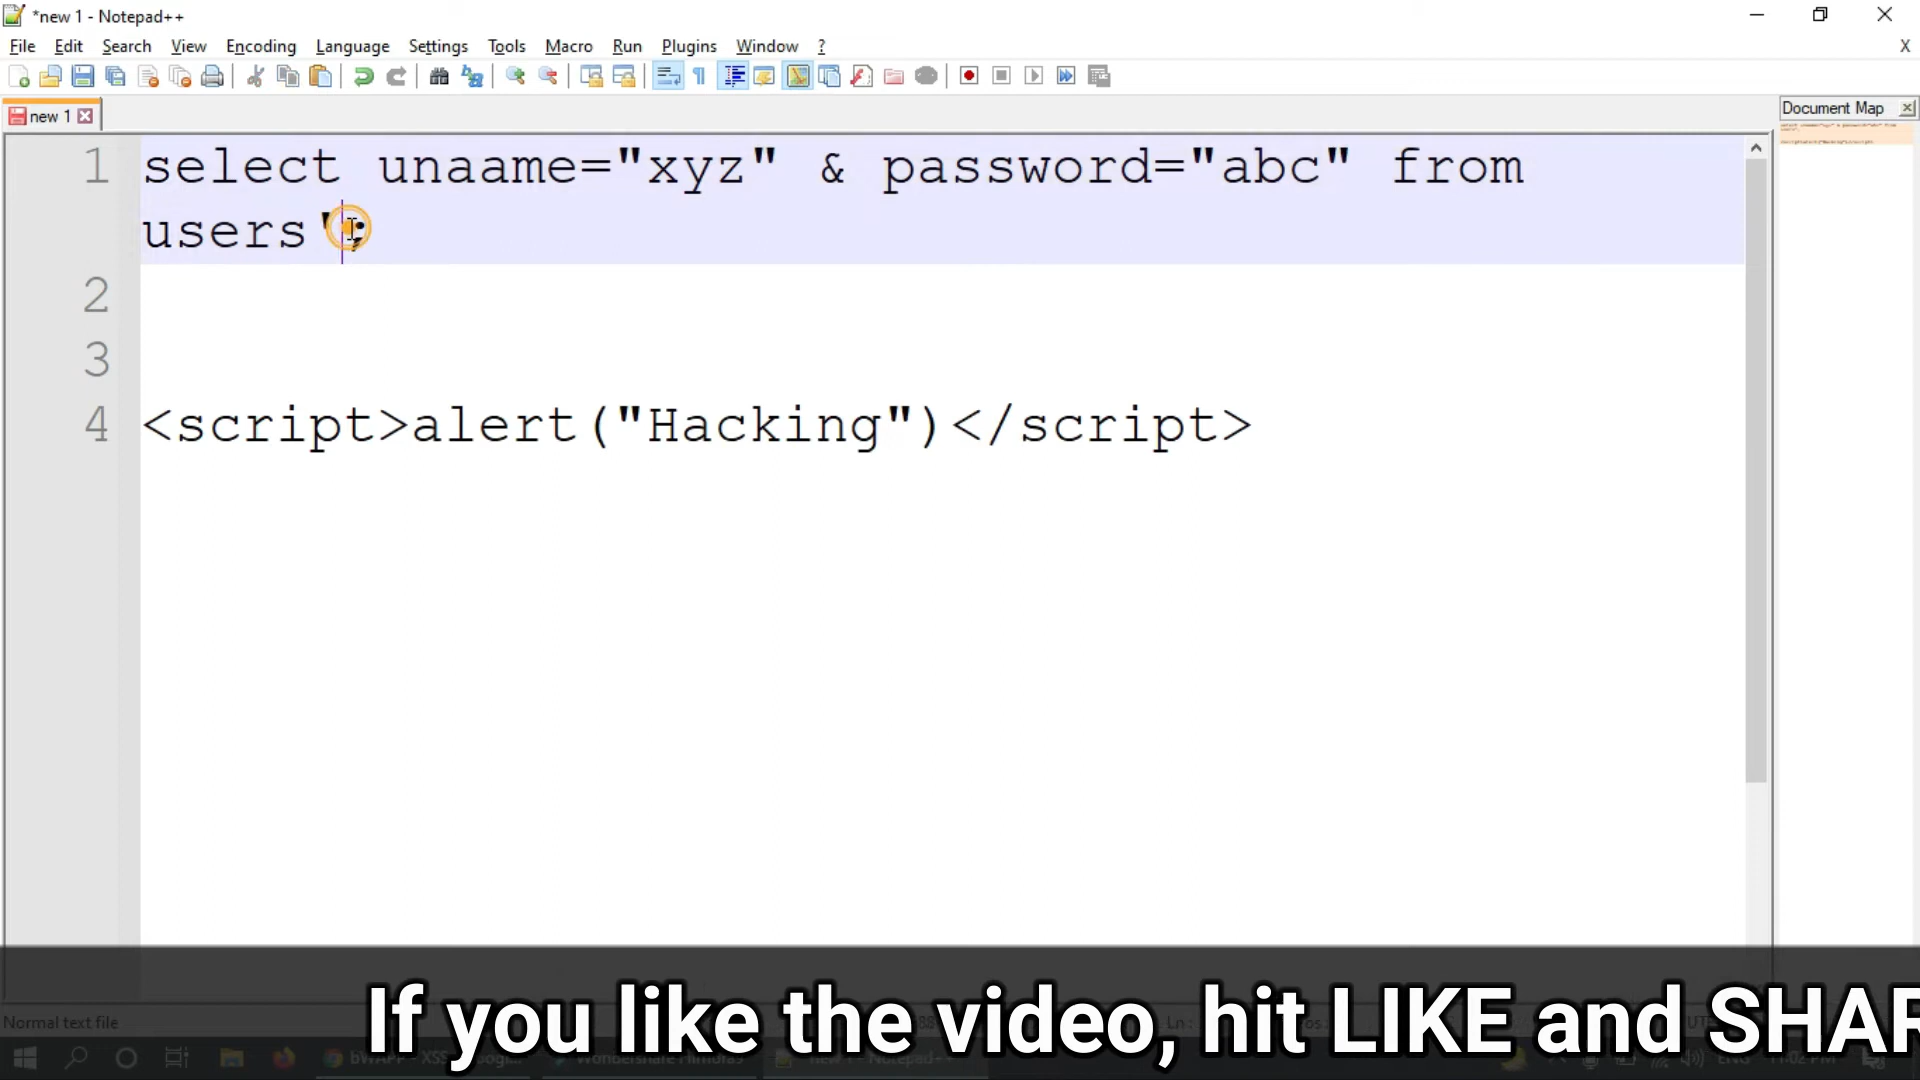 *new 1 - Notepad++
File Edit Search View Encoding Language Settings Tools Macro Run Plugins Window ?
X
new 1
Document Map
1 select unaame="xyz" & password="abc" from
users';
2
3
4 <script>alert("Hacking")</script>
If you like the video, hit LIKE and SHAR
Normal text file